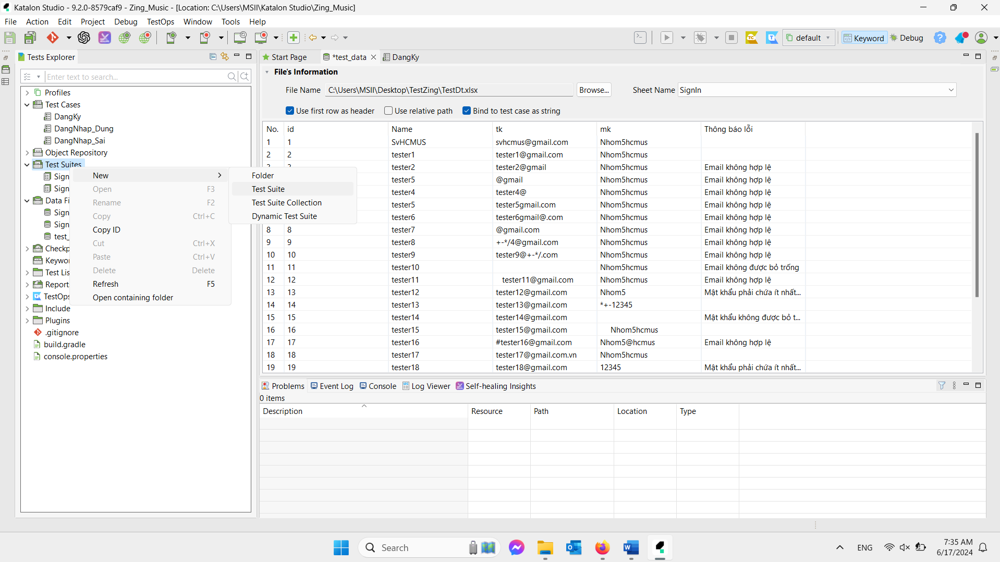 Katalon Studio - 9.2.0-8579caf9 - Zing_Music - [Location: C:\Users\MSII\Katalon Studio\Zing_Music]
File Action Edit Project Debug TestOps Window Tools Help
default Keyword Debug
Tests Explorer
Enter text to search...
Profiles
Test Cases
DangKy
DangNhap_Dung
DangNhap_Sai
Object Repository
Test Suites
Sign
Sign
Data Fi
Sign
Sign
test_
Checkp
Keywor
Test Lis
Report
TestOps
Include
Plugins
.gitignore
build.gradle
console.properties
New
Open F3
Rename F2
Copy Ctrl+C
Copy ID
Cut Ctrl+X
Paste Ctrl+V
Delete Delete
Refresh F5
Open containing folder
Folder
Test Suite
Test Suite Collection
Dynamic Test Suite
Start Page *test_data DangKy
File's Information
File Name C:\Users\MSII\Desktop\TestZing\TestDt.xlsx Browse... Sheet Name SignIn
Use first row as header Use relative path Bind to test case as string
No. id Name tk mk Thông báo lỗi
1 1 SvHCMUS svhcmus@gmail.com Nhom5hcmus
2 2 tester1 tester1@gmail.com Nhom5hcmus
tester2 tester2@gmail Nhom5hcmus Email không hợp lệ
tester5 @gmail Nhom5hcmus Email không hợp lệ
tester4 tester4@ Nhom5hcmus Email không hợp lệ
tester5 tester5gmail.com Nhom5hcmus Email không hợp lệ
tester6 tester6gmail@.com Nhom5hcmus Email không hợp lệ
8 8 tester7 @gmail.com Nhom5hcmus Email không hợp lệ
9 9 tester8 +-*/4@gmail.com Nhom5hcmus Email không hợp lệ
10 10 tester9 tester9@+-*/.com Nhom5hcmus Email không hợp lệ
11 11 tester10 Nhom5hcmus Email không được bỏ trống
12 12 tester11 tester11@gmail.com Nhom5hcmus Email không hợp lệ
13 13 tester12 tester12@gmail.com Nhom5 Mật khẩu phải chứa ít nhất...
14 14 tester13 tester13@gmail.com *+-12345
15 15 tester14 tester14@gmail.com Mật khẩu không được bỏ t...
16 16 tester15 tester15@gmail.com Nhom5hcmus
17 17 tester16 #tester16@gmail.com Nhom5@hcmus Email không hợp lệ
18 18 tester17 tester17@gmail.com.vn Nhom5hcmus
19 19 tester18 tester18@gmail.com 12345 Mật khẩu phải chứa ít nhất...
Problems Event Log Console Log Viewer Self-healing Insights
0 items
Description Resource Path Location Type
Search
ENG
7:35 AM
6/17/2024